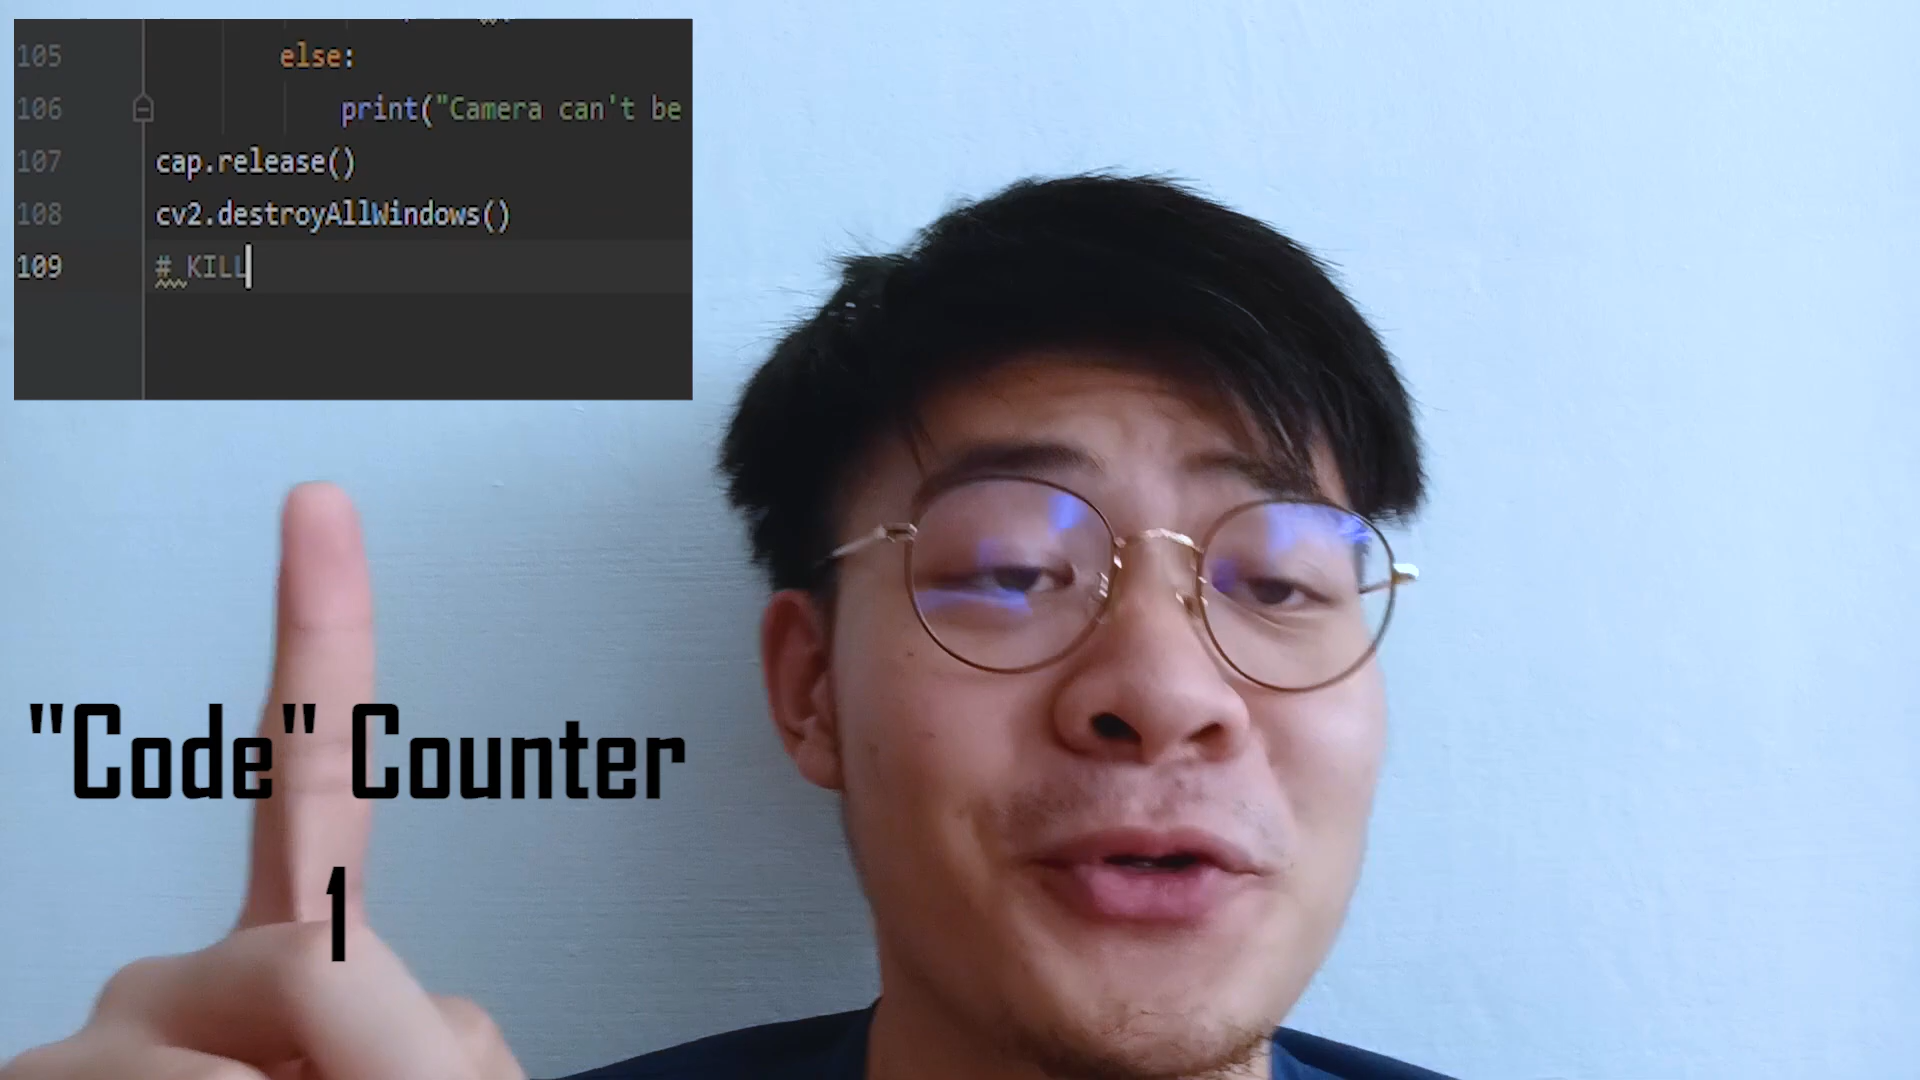 105 else:
106 print("Camera can't be
107 cap.release()
108 cv2.destroyAllWindows()
109 # KILL
"Code" Counter
1